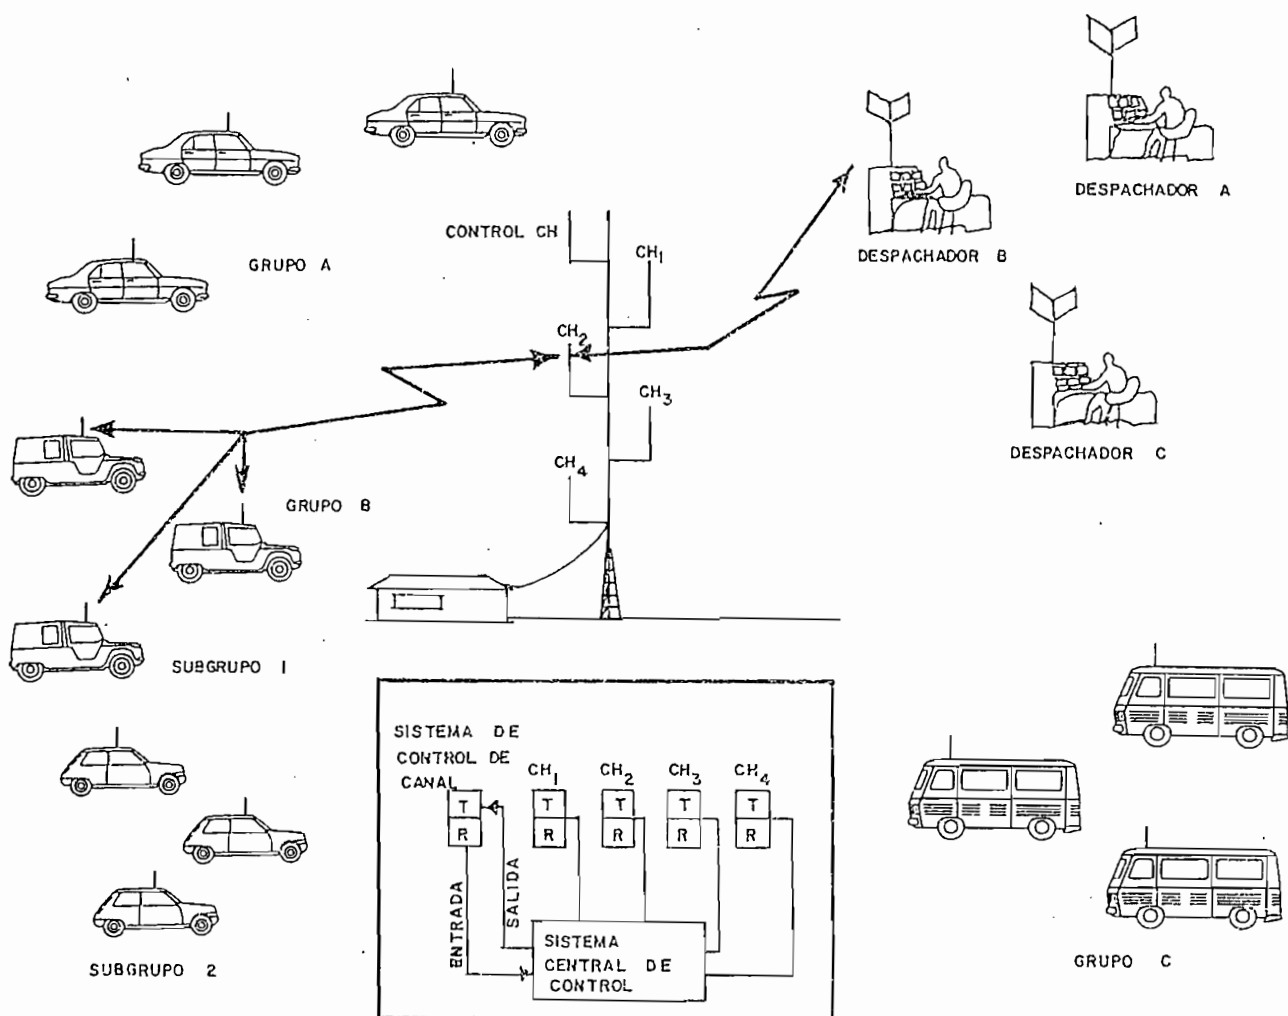 DESPACHADOR A
DESPACHADOR B
CONTROL CH
CH1
GRUPO A
CH2
CH3
DESPACHADOR C
CH4
GRUPO B
SUBGRUPO 1
SISTEMA DE
CONTROL DE
CANAL
CH1
CH2
CH3
CH4
T
T
T
T
T
R
R
R
R
R
ENTRADA
SALIDA
SISTEMA
CENTRAL DE
CONTROL
SUBGRUPO 2
GRUPO C